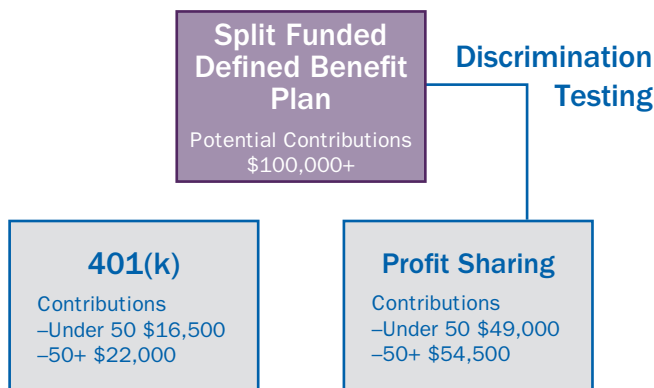 Split Funded
Defined Benefit
Plan
Potential Contributions
$100,000+
Discrimination
Testing
401(k)
Contributions
–Under 50 $16,500
–50+ $22,000
Profit Sharing
Contributions
–Under 50 $49,000
–50+ $54,500